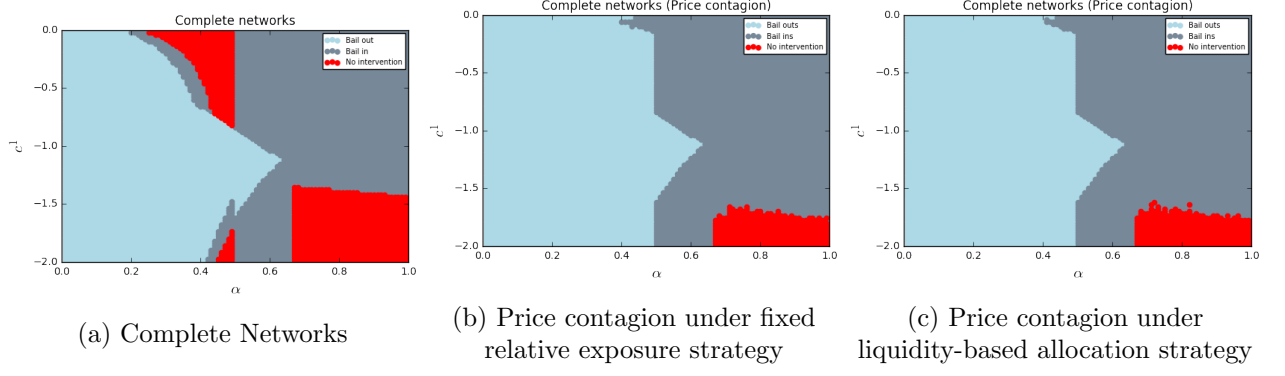 Complete networks
Bail out
Bail in
No intervention
0.0
−0.5
−1.0
−1.5
−2.0
c¹
0.0 0.2 0.4 0.6 0.8 1.0
α
(a) Complete Networks
Complete networks (Price contagion)
Bail outs
Bail ins
No intervention
0.0
−0.5
−1.0
−1.5
−2.0
c¹
0.0 0.2 0.4 0.6 0.8 1.0
α
(b) Price contagion under fixed
relative exposure strategy
Complete networks (Price contagion)
Bail outs
Bail ins
No intervention
0.0
−0.5
−1.0
−1.5
−2.0
c¹
0.0 0.2 0.4 0.6 0.8 1.0
α
(c) Price contagion under
liquidity-based allocation strategy